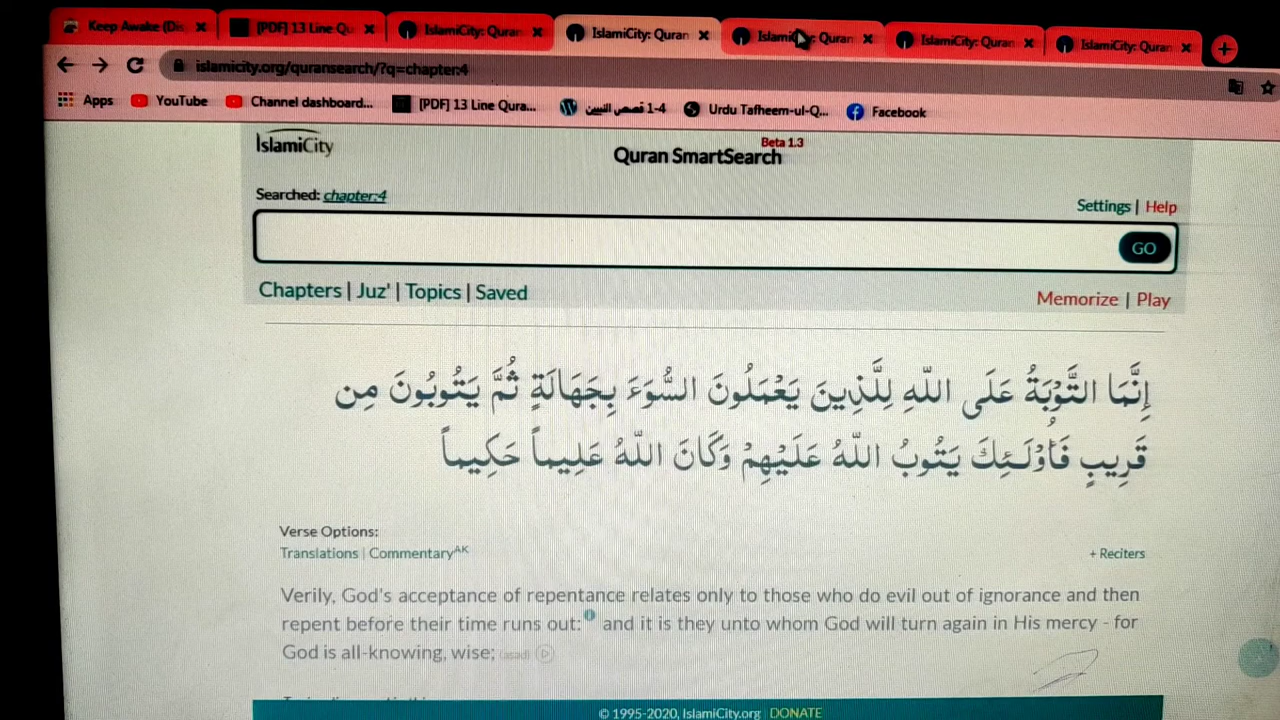 Keep Awake (Dis
[PDF] 13 Line Qu
IslamiCity: Quran
IslamiCity: Quran
IslamiCity: Quran
IslamiCity: Quran
IslamiCity: Quran
islamicity.org/quransearch/?q=chapter:4
Apps
YouTube
Channel dashboard...
[PDF] 13 Line Qura...
قصص النبين 1-4
Urdu Tafheem-ul-Q...
Facebook
IslamiCity
Beta 1.3
Quran SmartSearch
Searched: chapter:4
Settings | Help
GO
Chapters | Juz' | Topics | Saved
Memorize | Play
إِنَّمَا التَّوْبَةُ عَلَى اللّهِ لِلَّذِينَ يَعْمَلُونَ السُّوَءَ بِجَهَالَةٍ ثُمَّ يَتُوبُونَ مِن
قَرِيبٍ فَأُوْلَـئِكَ يَتُوبُ اللّهُ عَلَيْهِمْ وَكَانَ اللّهُ عَلِيماً حَكِيماً
Verse Options:
Translations | Commentary AK
+ Reciters
Verily, God's acceptance of repentance relates only to those who do evil out of ignorance and then
repent before their time runs out: and it is they unto whom God will turn again in His mercy - for
God is all-knowing, wise; (asad)
© 1995-2020, IslamiCity.org | DONATE